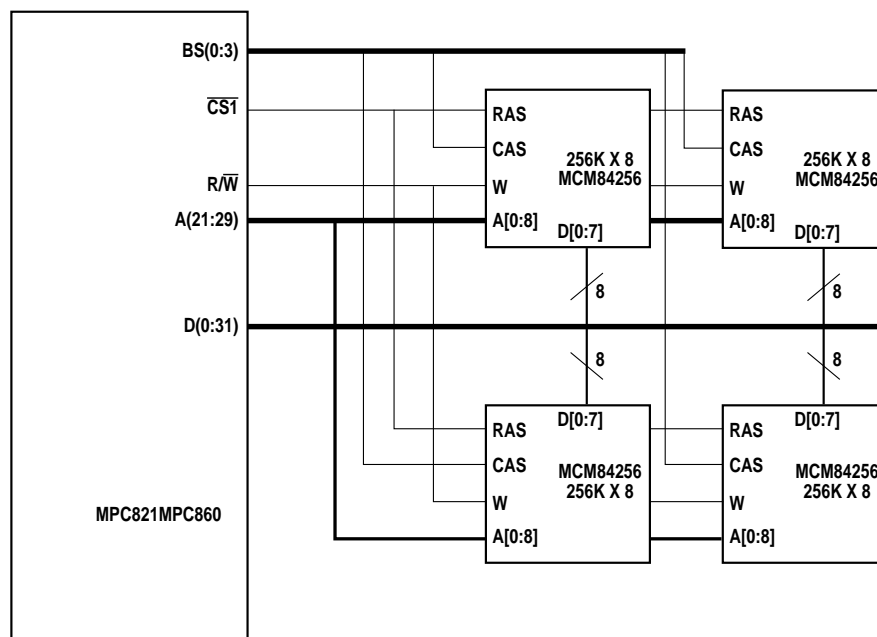 BS(0:3)
CS1
R/W
A(21:29)
D(0:31)
MPC821MPC860
RAS
CAS
W
A[0:8]
256K X 8
MCM84256
D[0:7]
8
RAS
CAS
W
A[0:8]
256K X 8
MCM84256
D[0:7]
8
8
D[0:7]
RAS
CAS
W
A[0:8]
MCM84256
256K X 8
8
D[0:7]
RAS
CAS
W
A[0:8]
MCM84256
256K X 8